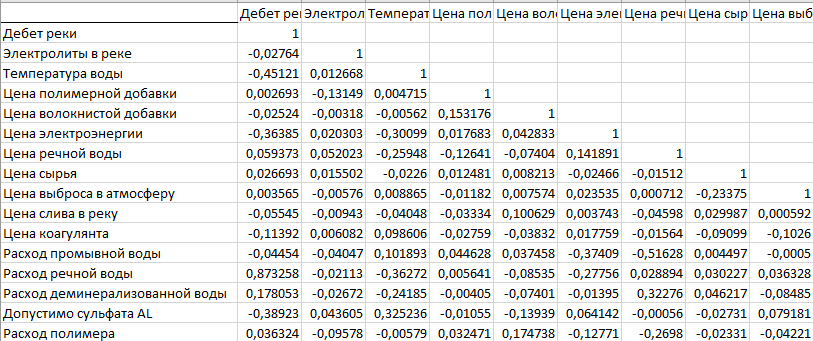 Дебет рек Электрол Температ Цена пол Цена воло Цена элек Цена речн Цена сыр Цена выб
Дебет реки 1
Электролиты в реке -0,02764 1
Температура воды -0,45121 0,012668 1
Цена полимерной добавки 0,002693 -0,13149 0,004715 1
Цена волокнистой добавки -0,02524 -0,00318 -0,00562 0,153176 1
Цена электроэнергии -0,36385 0,020303 -0,30099 0,017683 0,042833 1
Цена речной воды 0,059373 0,052023 -0,25948 -0,12641 -0,07404 0,141891 1
Цена сырья 0,026693 0,015502 -0,0226 0,012481 0,008213 -0,02466 -0,01512 1
Цена выброса в атмосферу 0,003565 -0,00576 0,008865 -0,01182 0,007574 0,023535 0,000712 -0,23375 1
Цена слива в реку -0,05545 -0,00943 -0,04048 -0,03334 0,100629 0,003743 -0,04598 0,029987 0,000592
Цена коагулянта -0,11392 0,006082 0,098606 -0,02759 -0,03832 0,017759 -0,01564 -0,09099 -0,1026
Расход промывной воды -0,04454 -0,04047 0,101893 0,044628 0,037458 -0,37409 -0,51628 0,004497 -0,0005
Расход речной воды 0,873258 -0,02113 -0,36272 0,005641 -0,08535 -0,27756 0,028894 0,030227 0,036328
Расход деминерализованной воды 0,178053 -0,02672 -0,24185 -0,00405 -0,07401 -0,01395 0,32276 0,046217 -0,08485
Допустимо сульфата AL -0,38923 0,043605 0,325236 -0,01055 -0,13939 0,064142 -0,00056 -0,02731 0,079181
Расход полимера 0,036324 -0,09578 -0,00579 0,032471 0,174738 -0,12771 -0,2698 -0,02331 -0,04221